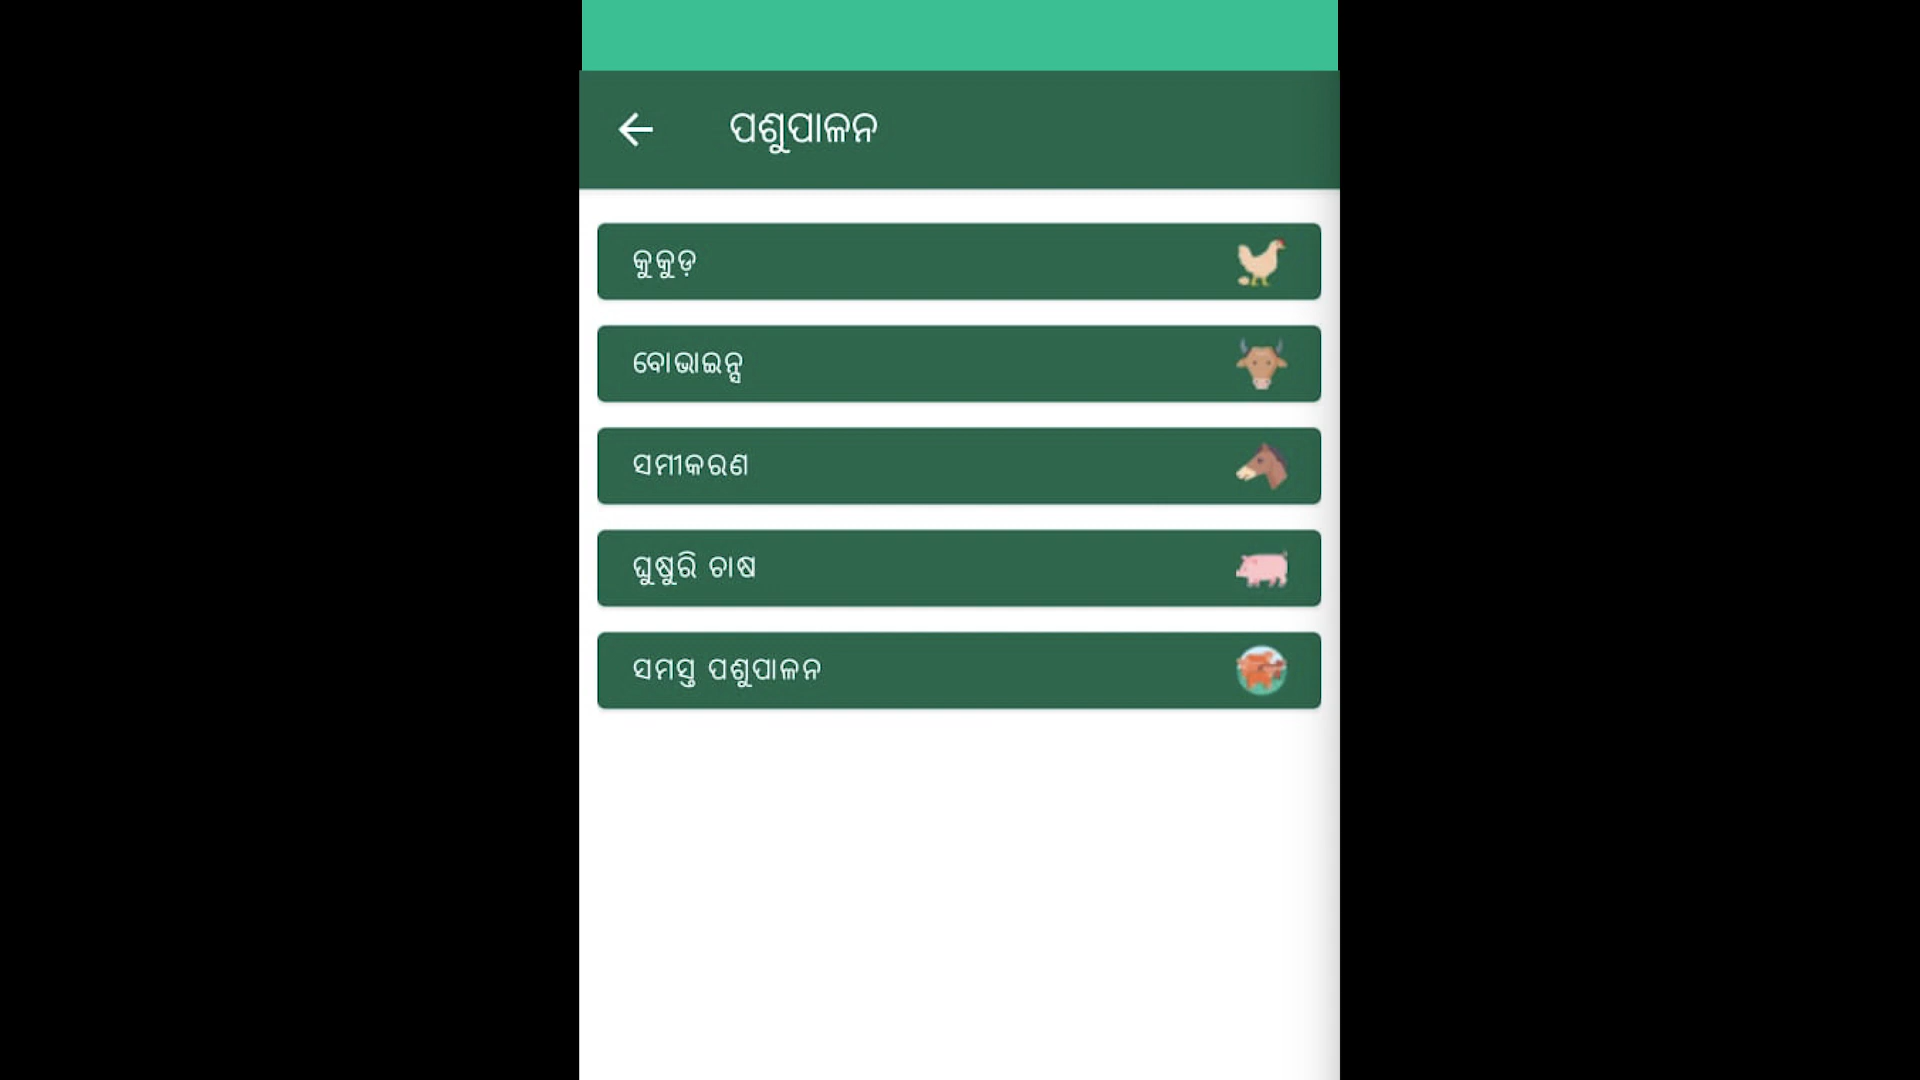 ପଶୁପାଳନ
କୁକୁଡ଼
ବୋଭାଇନ୍ସ
ସମୀକରଣ
ଘୁଷୁରି ଚାଷ
ସମସ୍ତ ପଶୁପାଳନ